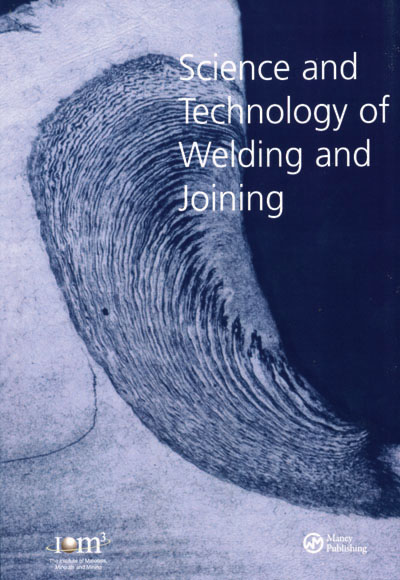 Science and
Technology of
Welding and
Joining
IOM³
The Institute of Materials,
Minerals and Mining
Maney
Publishing